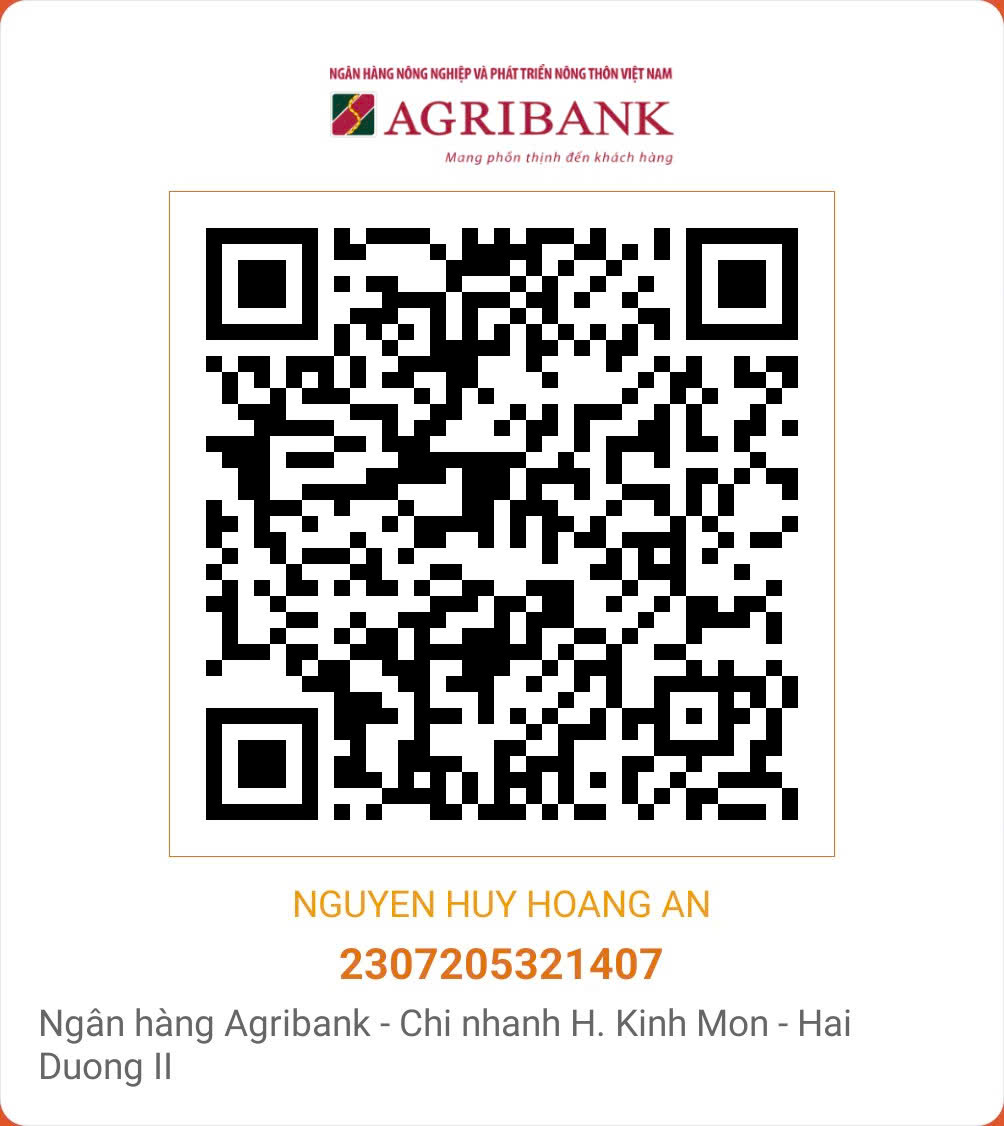 NGÂN HÀNG NÔNG NGHIỆP VÀ PHÁT TRIỂN NÔNG THÔN VIỆT NAM
AGRIBANK
Mang phồn thịnh đến khách hàng
NGUYEN HUY HOANG AN
2307205321407
Ngân hàng Agribank - Chi nhanh H. Kinh Mon - Hai
Duong II